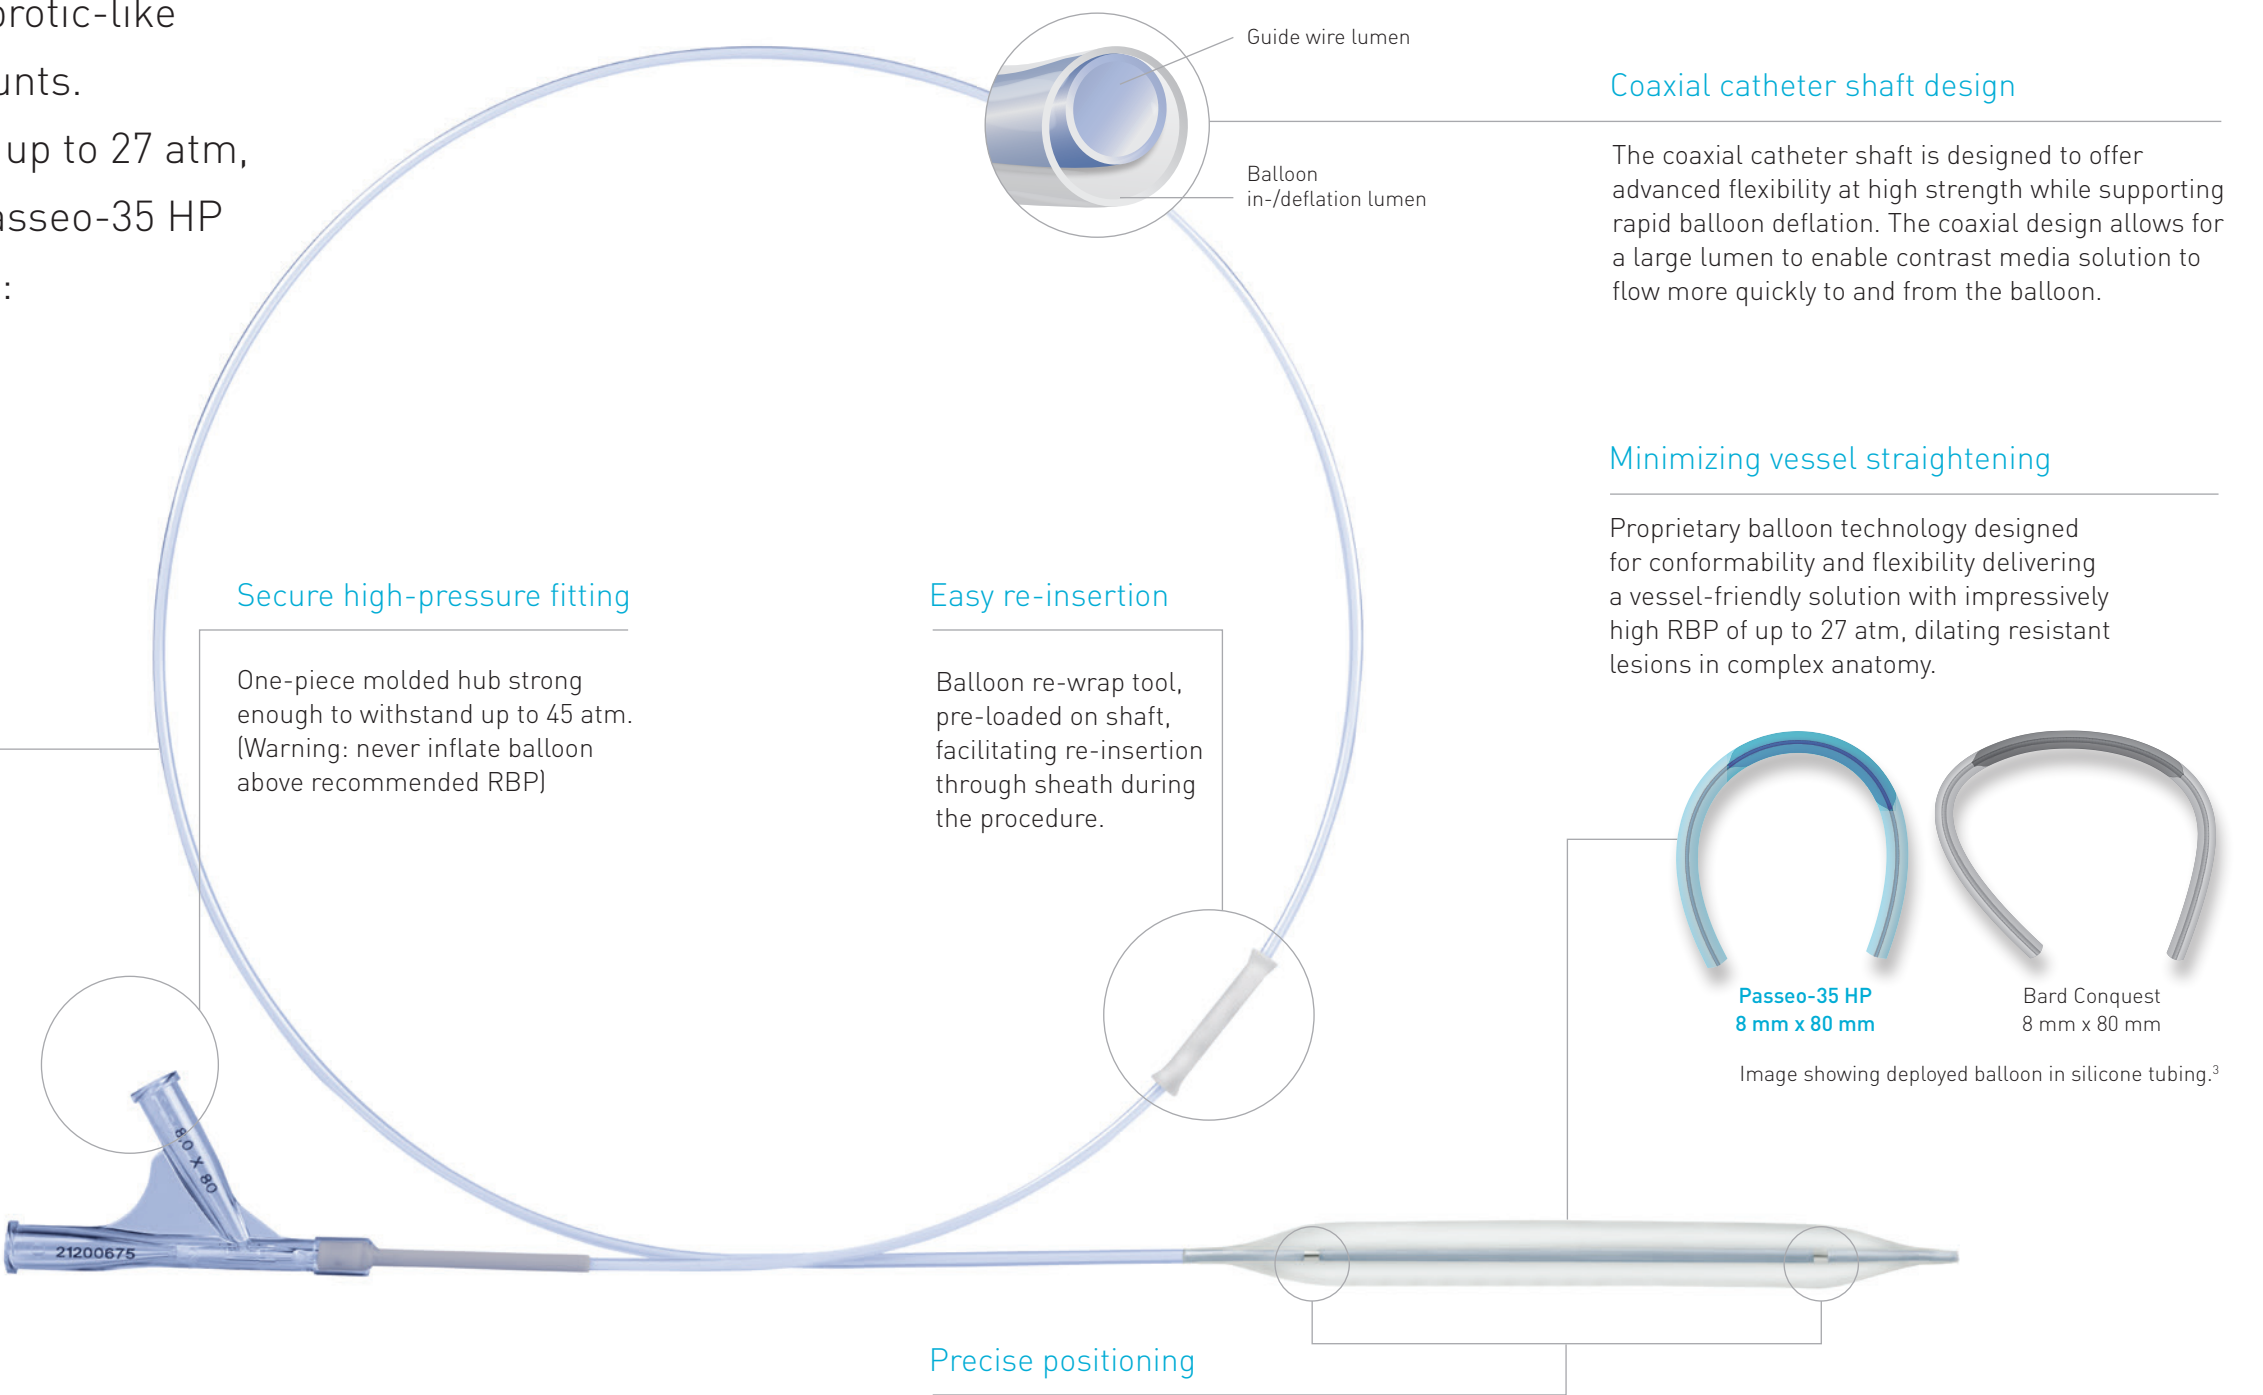 brotic-like
unts.
up to 27 atm,
asseo-35 HP
:
Guide wire lumen
Balloon
in-/deflation lumen
Coaxial catheter shaft design
The coaxial catheter shaft is designed to offer
advanced flexibility at high strength while supporting
rapid balloon deflation. The coaxial design allows for
a large lumen to enable contrast media solution to
flow more quickly to and from the balloon.
Minimizing vessel straightening
Proprietary balloon technology designed
for conformability and flexibility delivering
a vessel-friendly solution with impressively
high RBP of up to 27 atm, dilating resistant
lesions in complex anatomy.
Secure high-pressure fitting
One-piece molded hub strong
enough to withstand up to 45 atm.
(Warning: never inflate balloon
above recommended RBP)
Easy re-insertion
Balloon re-wrap tool,
pre-loaded on shaft,
facilitating re-insertion
through sheath during
the procedure.
Passeo-35 HP
8 mm x 80 mm
Bard Conquest
8 mm x 80 mm
Image showing deployed balloon in silicone tubing.³
8.0 X 80
21200675
Precise positioning